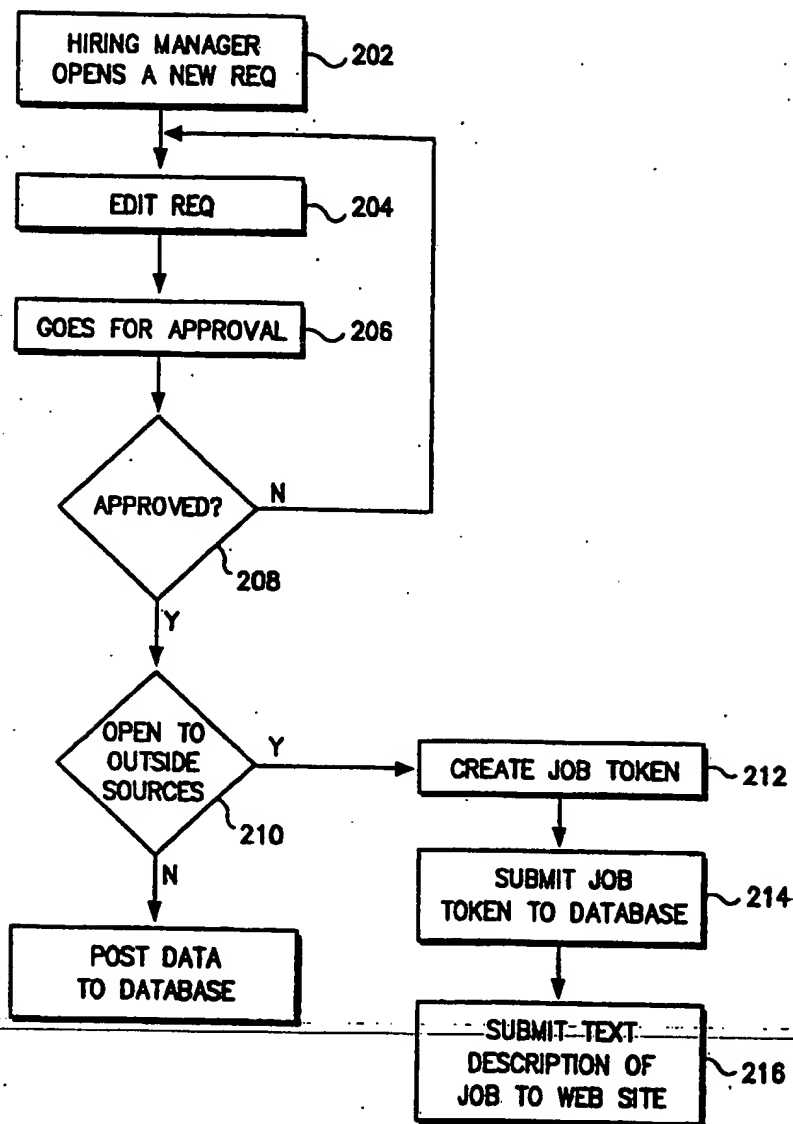 HIRING MANAGER
OPENS A NEW REQ
202
EDIT REQ
204
GOES FOR APPROVAL
206
APPROVED?
N
208
Y
OPEN TO
OUTSIDE
SOURCES
Y
210
N
POST DATA
TO DATABASE
CREATE JOB TOKEN
212
SUBMIT JOB
TOKEN TO DATABASE
214
SUBMIT TEXT
DESCRIPTION OF
JOB TO WEB SITE
216